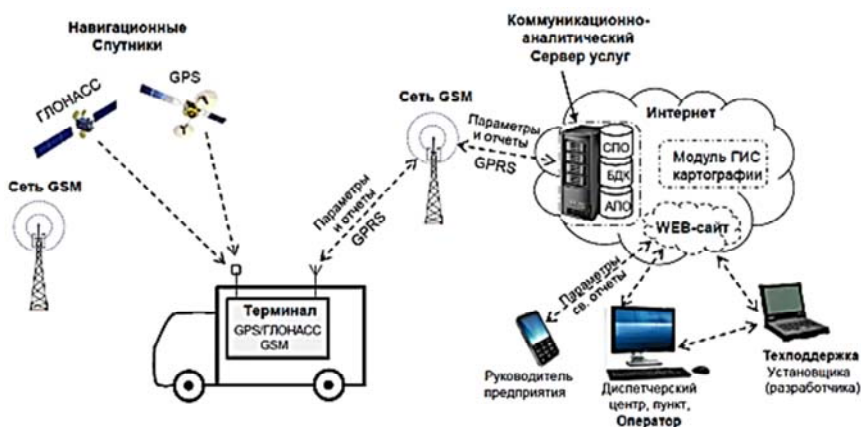 Навигационные
Спутники
ГЛОНАСС
GPS
Сеть GSM
Сеть GSM
Параметры
и отчеты
GPRS
Параметры
и отчеты
GPRS
Коммуникационно-
аналитический
Сервер услуг
Интернет
СПО
БДК
АПО
Модуль ГИС
картографии
WEB-сайт
Параметры
св. отчеты
Терминал
GPS/ГЛОНАСС
GSM
Руководитель
предприятия
Диспетчерский
центр, пункт,
Оператор
Техподдержка
Установщика
(разработчика)